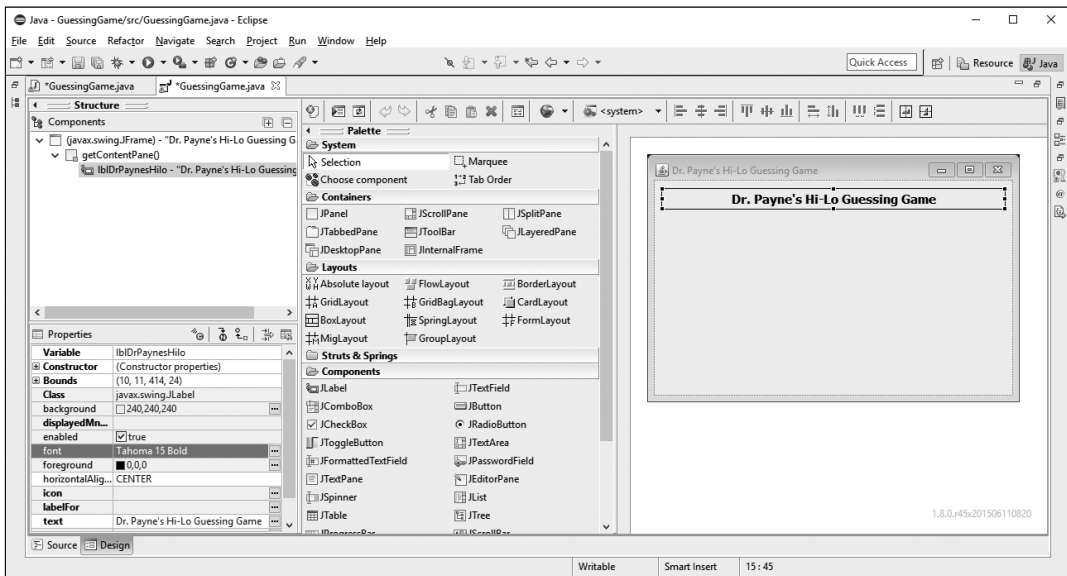 Java - GuessingGame/src/GuessingGame.java - Eclipse
File Edit Source Refactor Navigate Search Project Run Window Help
Quick Access
Resource
Java
*GuessingGame.java
*GuessingGame.java
Structure
Components
(javax.swing.JFrame) - "Dr. Payne's Hi-Lo Guessing G
getContentPane()
lblDrPaynesHilo - "Dr. Payne's Hi-Lo Guessing
Properties
Variable lblDrPaynesHilo
Constructor (Constructor properties)
Bounds (10, 11, 414, 24)
Class javax.swing.JLabel
background 240,240,240
displayedMn...
enabled true
font Tahoma 15 Bold
foreground 0,0,0
horizontalAlig... CENTER
icon
labelFor
text Dr. Payne's Hi-Lo Guessing Game
Source Design
<system>
Palette
System
Selection Marquee
Choose component Tab Order
Containers
JPanel JScrollPane JSplitPane
JTabbedPane JToolBar JLayeredPane
JDesktopPane JInternalFrame
Layouts
Absolute layout FlowLayout BorderLayout
GridLayout GridBagLayout CardLayout
BoxLayout SpringLayout FormLayout
MigLayout GroupLayout
Struts & Springs
Components
JLabel JTextField
JComboBox JButton
JCheckBox JRadioButton
JToggleButton JTextArea
JFormattedTextField JPasswordField
JTextPane JEditorPane
JSpinner JList
JTable JTree
JProgressBar JScrollBar
Dr. Payne's Hi-Lo Guessing Game
Dr. Payne's Hi-Lo Guessing Game
1.8.0.r45x201506110820
Writable Smart Insert 15 : 45